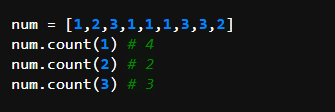 num = [1,2,3,1,1,1,3,3,2]
num.count(1) # 4
num.count(2) # 2
num.count(3) # 3